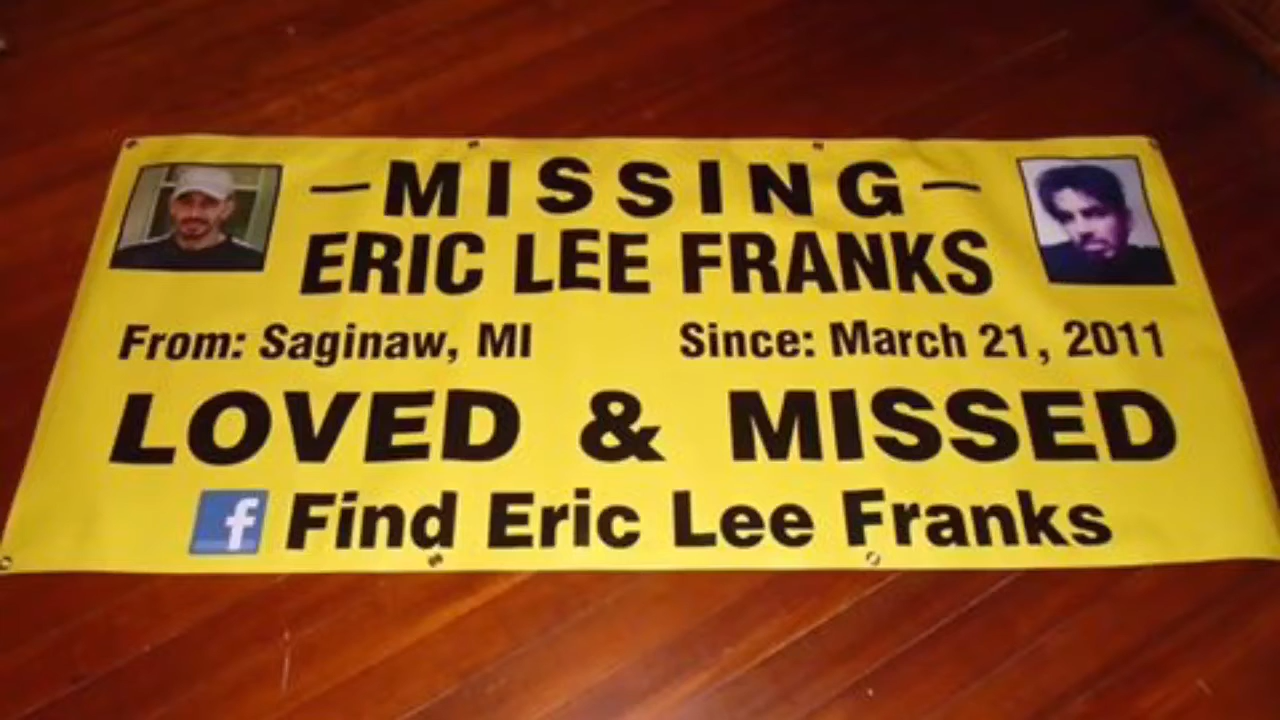 -MISSING-
ERIC LEE FRANKS
From: Saginaw, MI Since: March 21, 2011
LOVED & MISSED
f Find Eric Lee Franks